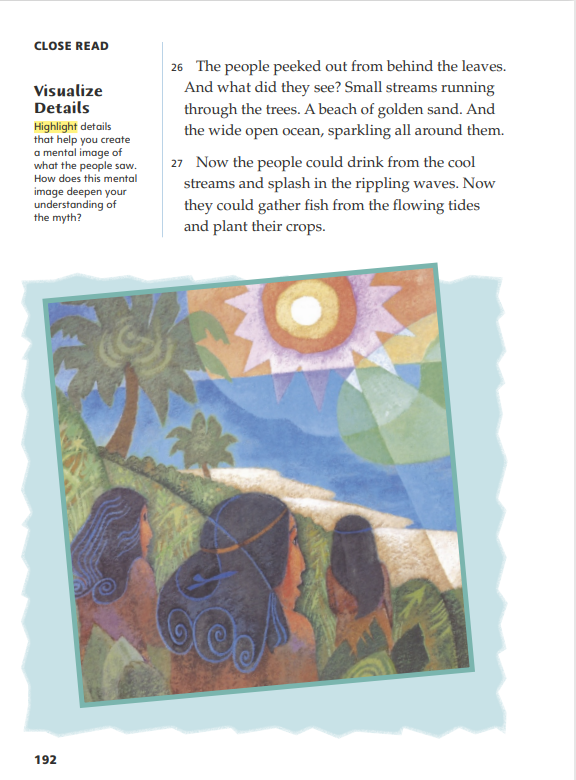 CLOSE READ
Visualize
Details
Highlight details
that help you create
a mental image of
what the people saw.
How does this mental
image deepen your
understanding of
the myth?
26 The people peeked out from behind the leaves.
And what did they see? Small streams running
through the trees. A beach of golden sand. And
the wide open ocean, sparkling all around them.
27 Now the people could drink from the cool
streams and splash in the rippling waves. Now
they could gather fish from the flowing tides
and plant their crops.
192